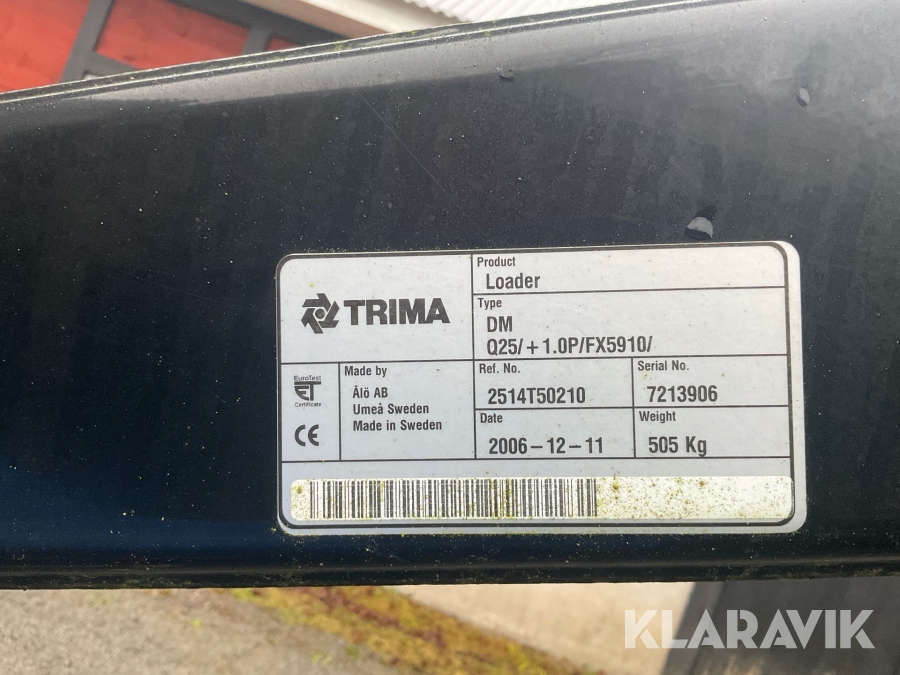 TRIMA
Product
Loader
Type
DM
Q25/+1.0P/FX5910/
EuroTest
ET
Certificate
CE
Made by
Ålö AB
Umeå Sweden
Made in Sweden
Ref. No.
2514T50210
Serial No.
7213906
Date
2006-12-11
Weight
505 Kg
KLARAVIK